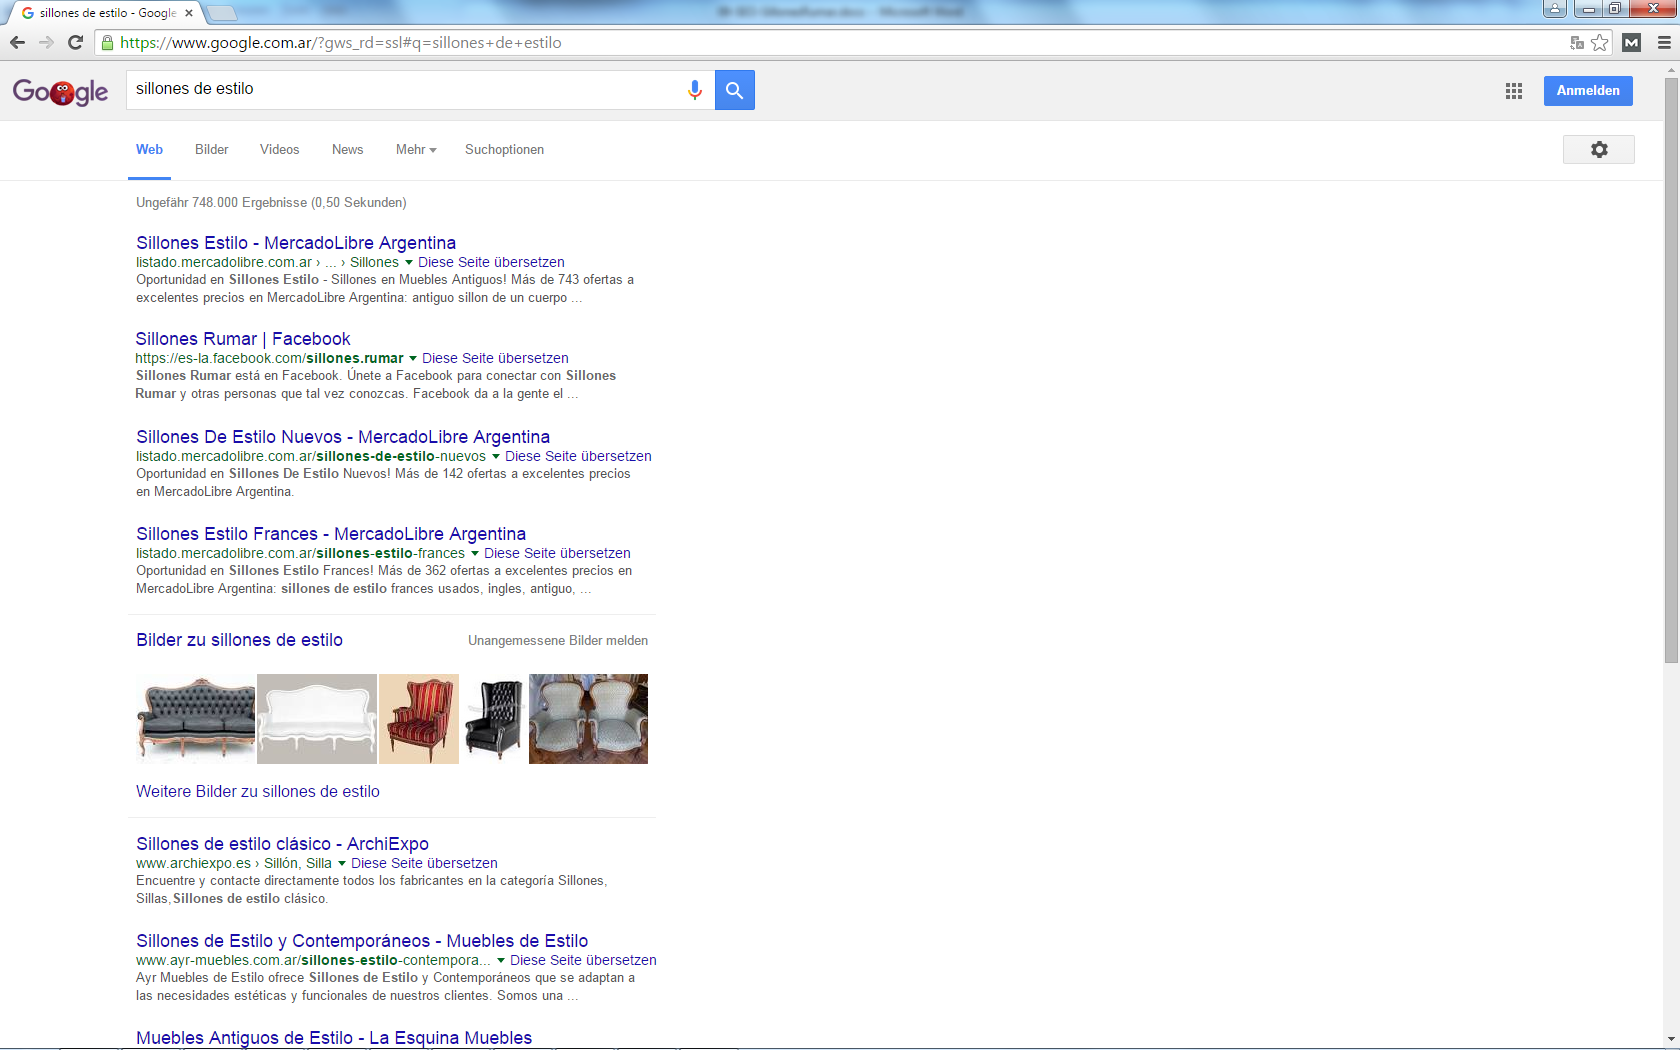 sillones de estilo - Google
https://www.google.com.ar/?gws_rd=ssl#q=sillones+de+estilo
Google
sillones de estilo
Anmelden
Web Bilder Videos News Mehr Suchoptionen
Ungefähr 748.000 Ergebnisse (0,50 Sekunden)
Sillones Estilo - MercadoLibre Argentina
listado.mercadolibre.com.ar › ... › Sillones Diese Seite übersetzen
Oportunidad en Sillones Estilo - Sillones en Muebles Antiguos! Más de 743 ofertas a
excelentes precios en MercadoLibre Argentina: antiguo sillon de un cuerpo ...
Sillones Rumar | Facebook
https://es-la.facebook.com/sillones.rumar Diese Seite übersetzen
Sillones Rumar está en Facebook. Únete a Facebook para conectar con Sillones
Rumar y otras personas que tal vez conozcas. Facebook da a la gente el ...
Sillones De Estilo Nuevos - MercadoLibre Argentina
listado.mercadolibre.com.ar/sillones-de-estilo-nuevos Diese Seite übersetzen
Oportunidad en Sillones De Estilo Nuevos! Más de 142 ofertas a excelentes precios
en MercadoLibre Argentina.
Sillones Estilo Frances - MercadoLibre Argentina
listado.mercadolibre.com.ar/sillones-estilo-frances Diese Seite übersetzen
Oportunidad en Sillones Estilo Frances! Más de 362 ofertas a excelentes precios en
MercadoLibre Argentina: sillones de estilo frances usados, ingles, antiguo, ...
Bilder zu sillones de estilo Unangemessene Bilder melden
Weitere Bilder zu sillones de estilo
Sillones de estilo clásico - ArchiExpo
www.archiexpo.es › Sillón, Silla Diese Seite übersetzen
Encuentre y contacte directamente todos los fabricantes en la categoría Sillones,
Sillas,Sillones de estilo clásico.
Sillones de Estilo y Contemporáneos - Muebles de Estilo
www.ayr-muebles.com.ar/sillones-estilo-contempora... Diese Seite übersetzen
Ayr Muebles de Estilo ofrece Sillones de Estilo y Contemporáneos que se adaptan a
las necesidades estéticas y funcionales de nuestros clientes. Somos una ...
Muebles Antiguos de Estilo - La Esquina Muebles